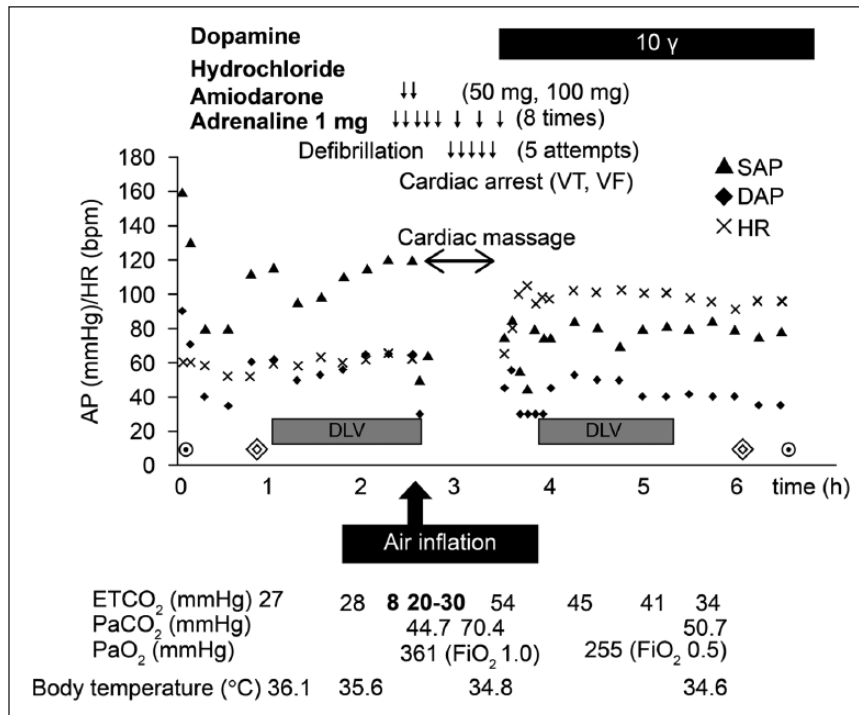 Dopamine
10 γ
Hydrochloride
Amiodarone (50 mg, 100 mg)
Adrenaline 1 mg (8 times)
Defibrillation (5 attempts)
Cardiac arrest (VT, VF)
Cardiac massage
SAP
DAP
HR
AP (mmHg)/HR (bpm)
180
160
140
120
100
80
60
40
20
0
DLV DLV
0 1 2 3 4 5 6 time (h)
Air inflation
ETCO2 (mmHg) 27 28 8 20-30 54 45 41 34
PaCO2 (mmHg) 44.7 70.4 50.7
PaO2 (mmHg) 361 (FiO2 1.0) 255 (FiO2 0.5)
Body temperature (°C) 36.1 35.6 34.8 34.6